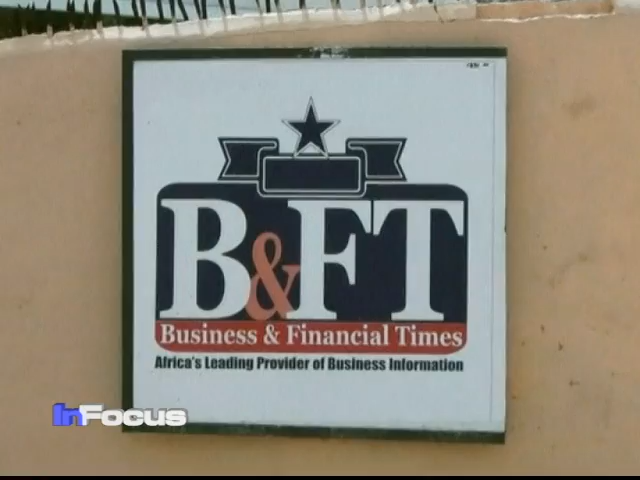 B&FT
Business & Financial Times
Africa's Leading Provider of Business Information
InFocus